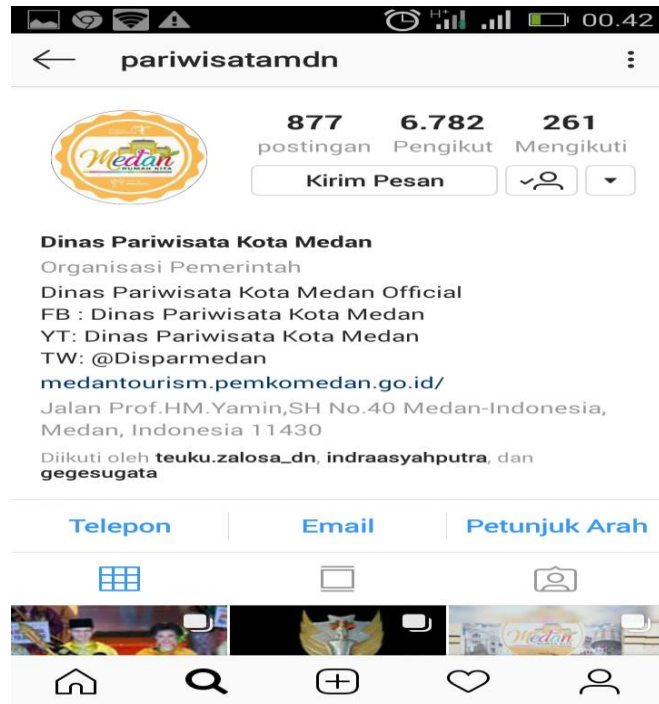 H+ 00.42
pariwisatamdn
877 6.782 261
postingan Pengikut Mengikuti
Medan
RUMAH KITA
Kirim Pesan
Dinas Pariwisata Kota Medan
Organisasi Pemerintah
Dinas Pariwisata Kota Medan Official
FB : Dinas Pariwisata Kota Medan
YT: Dinas Pariwisata Kota Medan
TW: @Disparmedan
medantourism.pemkomedan.go.id/
Jalan Prof.HM.Yamin,SH No.40 Medan-Indonesia,
Medan, Indonesia 11430
Diikuti oleh teuku.zalosa_dn, indraasyahputra, dan
gegesugata
Telepon Email Petunjuk Arah
Medan